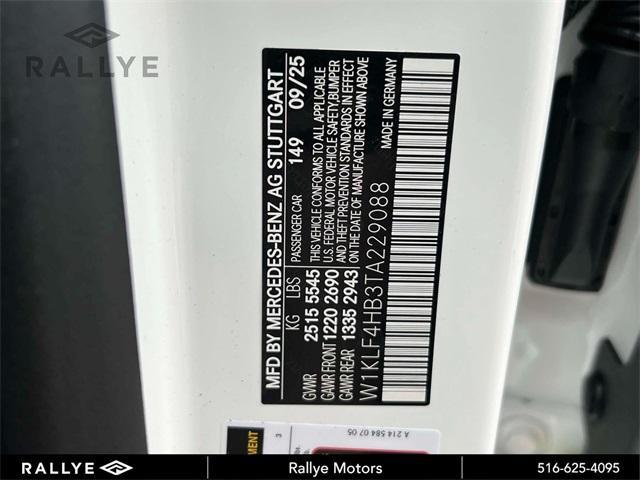 RALLYE
MFD BY MERCEDES-BENZ AG STUTTGART
KG LBS PASSENGER CAR 149 09/25
GVWR 2515 5545 THIS VEHICLE CONFORMS TO ALL APPLICABLE
GAWR FRONT 1220 2690 U.S. FEDERAL MOTOR VEHICLE SAFETY,BUMPER
GAWR REAR 1335 2943 AND THEFT PREVENTION STANDARDS IN EFFECT
ON THE DATE OF MANUFACTURE SHOWN ABOVE
W1KLF4HB3TA229088 MADE IN GERMANY
A 214 584 07 05
3
RALLYE
Rallye Motors
516-625-4095